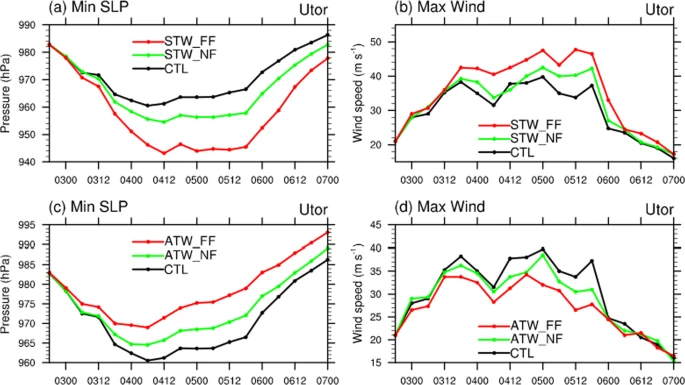 (a) Min SLP Utor
990
980
970
960
950
940
Pressure (hPa)
STW_FF
STW_NF
CTL
0300 0312 0400 0412 0500 0512 0600 0612 0700
(b) Max Wind Utor
50
40
30
20
Wind speed (m s⁻¹)
STW_FF
STW_NF
CTL
0300 0312 0400 0412 0500 0512 0600 0612 0700
(c) Min SLP Utor
995
990
985
980
975
970
965
960
Pressure (hPa)
ATW_FF
ATW_NF
CTL
0300 0312 0400 0412 0500 0512 0600 0612 0700
(d) Max Wind Utor
45
40
35
30
25
20
15
Wind speed (m s⁻¹)
ATW_FF
ATW_NF
CTL
0300 0312 0400 0412 0500 0512 0600 0612 0700